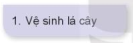 1. Vệ sinh lá cây